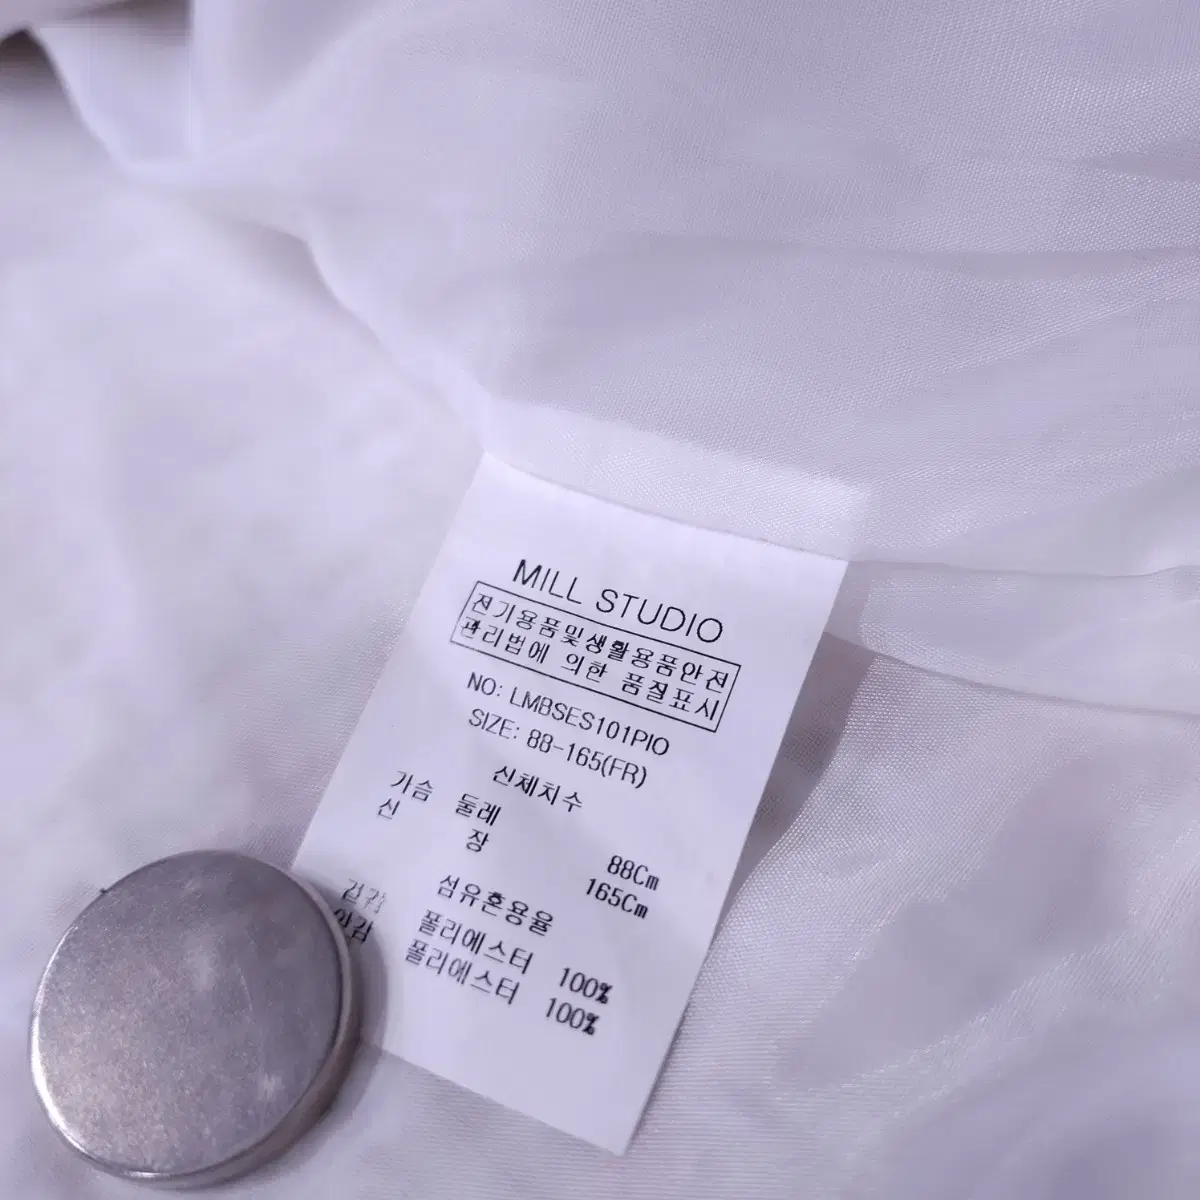 MILL STUDIO
전기용품및생활용품안전
관리법에 의한 품질표시
NO: LMBSES101PIO
SIZE: 88-165(FR)
신체치수
가슴 둘레 88Cm
신 장 165Cm
섬유혼용율
겉감 폴리에스터 100%
안감 폴리에스터 100%